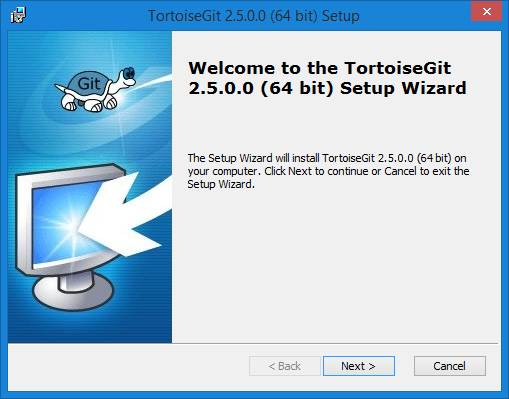 TortoiseGit 2.5.0.0 (64 bit) Setup
Git
Welcome to the TortoiseGit
2.5.0.0 (64 bit) Setup Wizard
The Setup Wizard will install TortoiseGit 2.5.0.0 (64 bit) on
your computer. Click Next to continue or Cancel to exit the
Setup Wizard.
< Back Next > Cancel